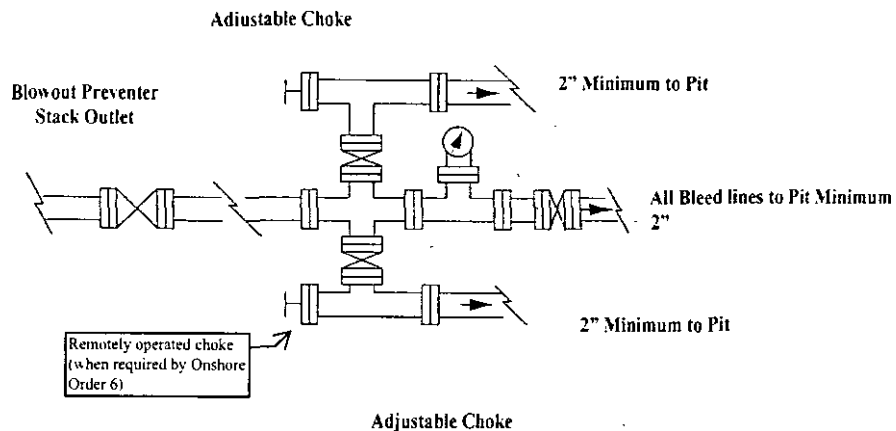 Adiustable Choke
2” Minimum to Pit
Blowout Preventer
Stack Outlet
All Bleed lines to Pit Minimum
2”
2” Minimum to Pit
Remotely operated choke
(when required by Onshore
Order 6)
Adjustable Choke